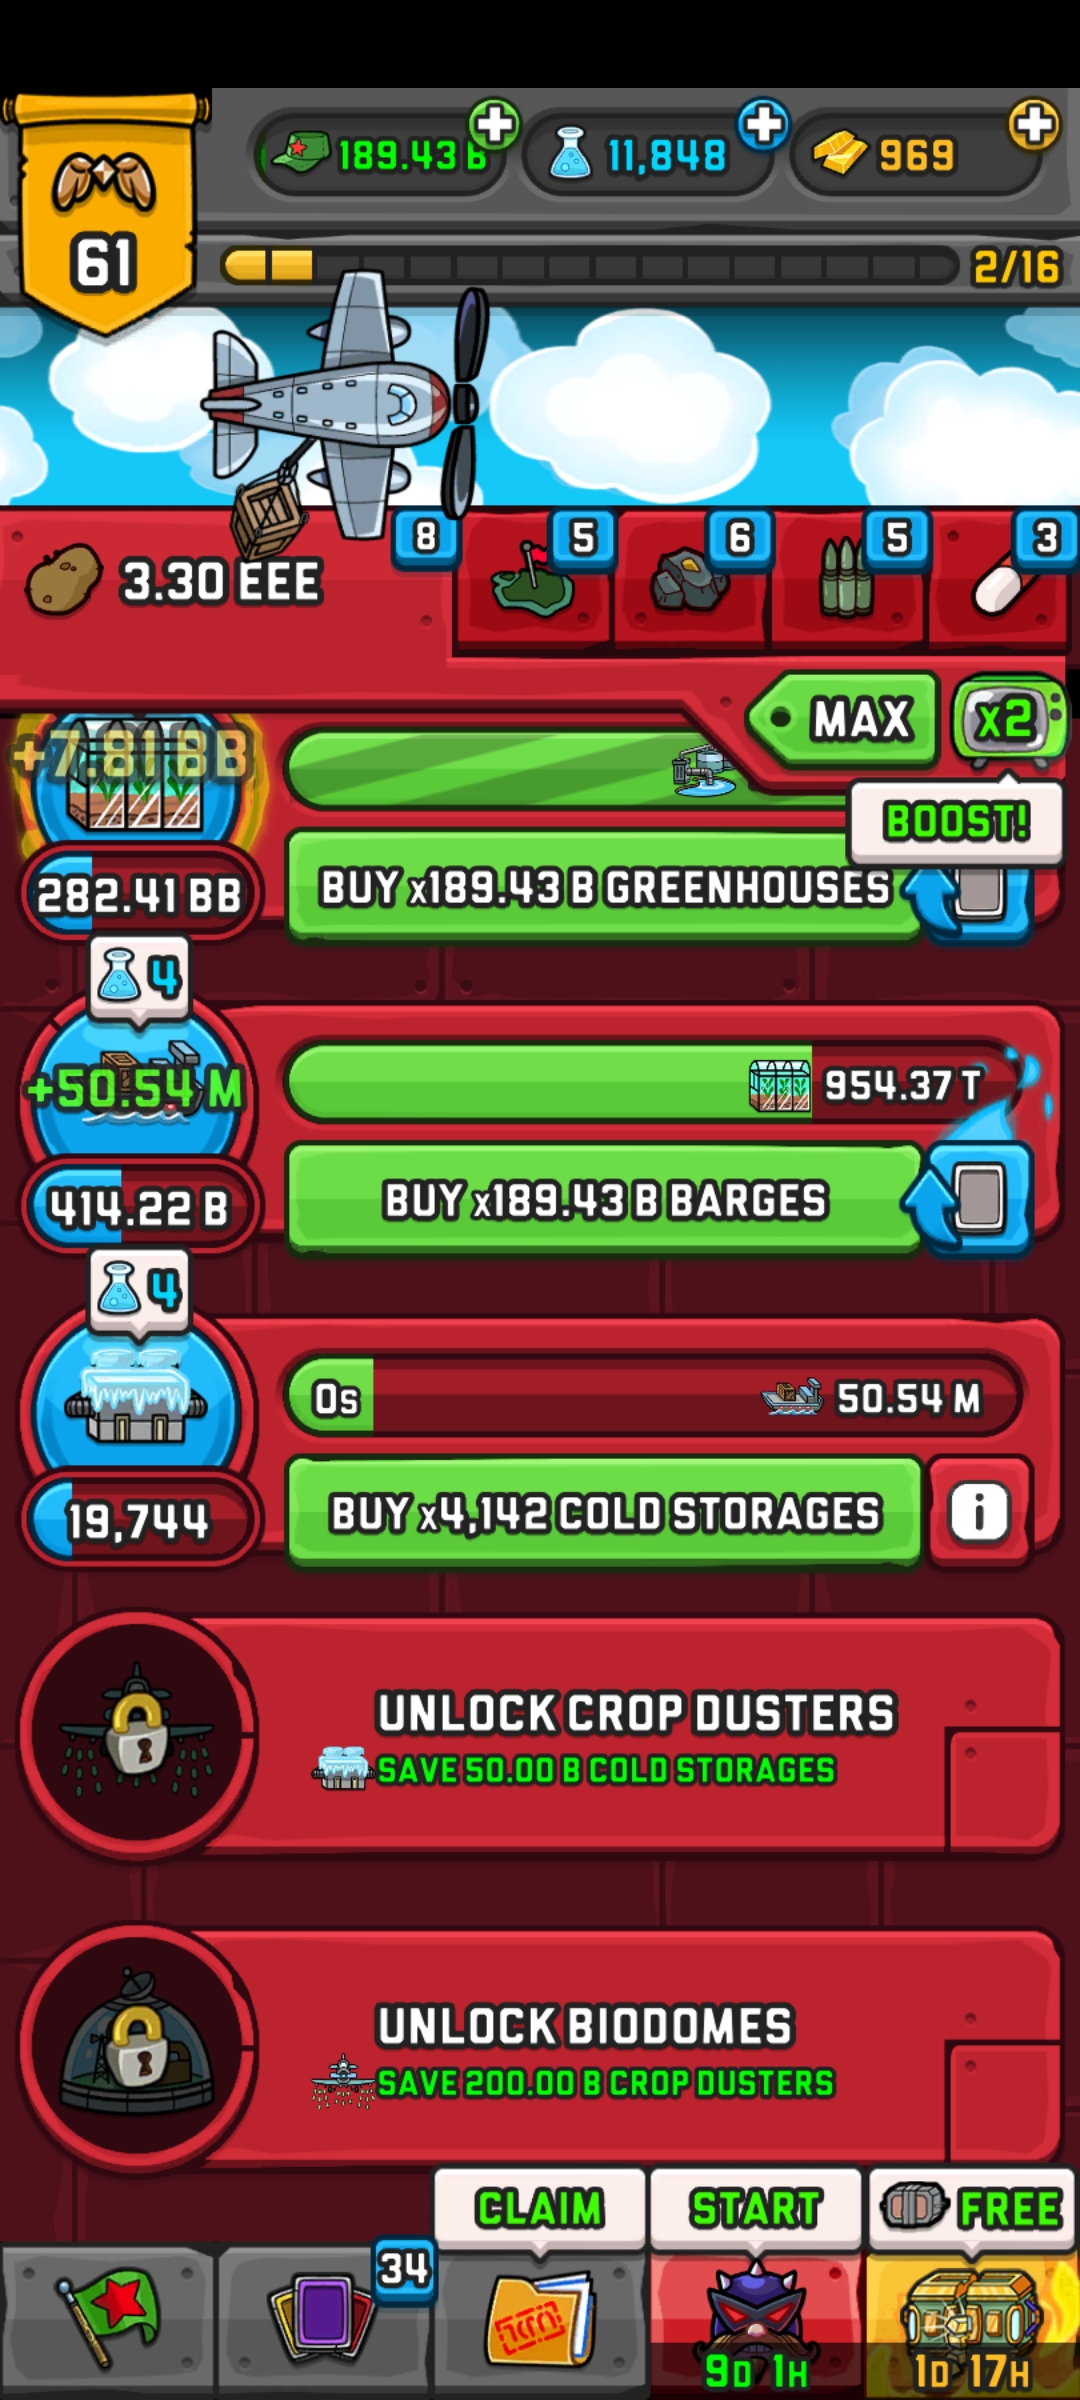 189.43 B
11,848
969
61
2/16
3.30 EEE
8
5
6
5
3
MAX
x2
BOOST!
+7.81 BB
282.41 BB
BUY x189.43 B GREENHOUSES
4
+50.54 M
954.37 T
414.22 B
BUY x189.43 B BARGES
4
0s
50.54 M
19,744
BUY x4,142 COLD STORAGES
i
UNLOCK CROP DUSTERS
SAVE 50.00 B COLD STORAGES
UNLOCK BIODOMES
SAVE 200.00 B CROP DUSTERS
CLAIM
START
FREE
34
9D 1H
1D 17H